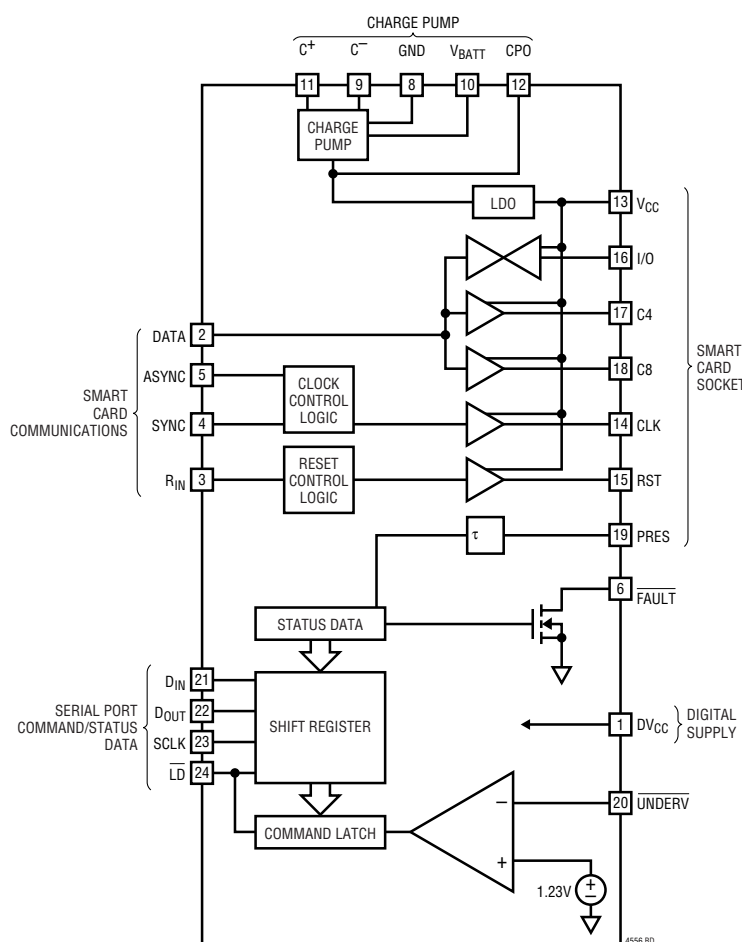 CHARGE PUMP
C+ C– GND VBATT CPO
11 9 8 10 12
CHARGE
PUMP
LDO
13 VCC
16 I/O
17 C4
18 C8
14 CLK
15 RST
19 PRES
SMART
CARD
SOCKET
DATA 2
ASYNC 5
SYNC 4
RIN 3
SMART
CARD
COMMUNICATIONS
CLOCK
CONTROL
LOGIC
RESET
CONTROL
LOGIC
τ
6 FAULT
STATUS DATA
DIN 21
DOUT 22
SCLK 23
LD 24
SERIAL PORT
COMMAND/STATUS
DATA
SHIFT REGISTER
1 DVCC
DIGITAL
SUPPLY
20 UNDERV
COMMAND LATCH
–
+
1.23V
+
–
4556 BD